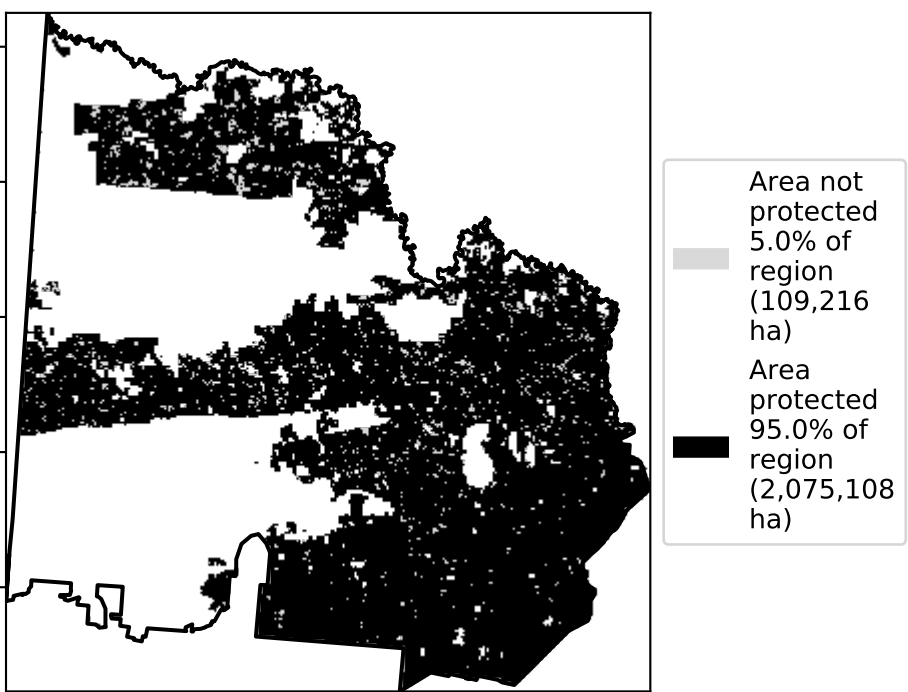 Area not
protected
5.0% of
region
(109,216
ha)
Area
protected
95.0% of
region
(2,075,108
ha)